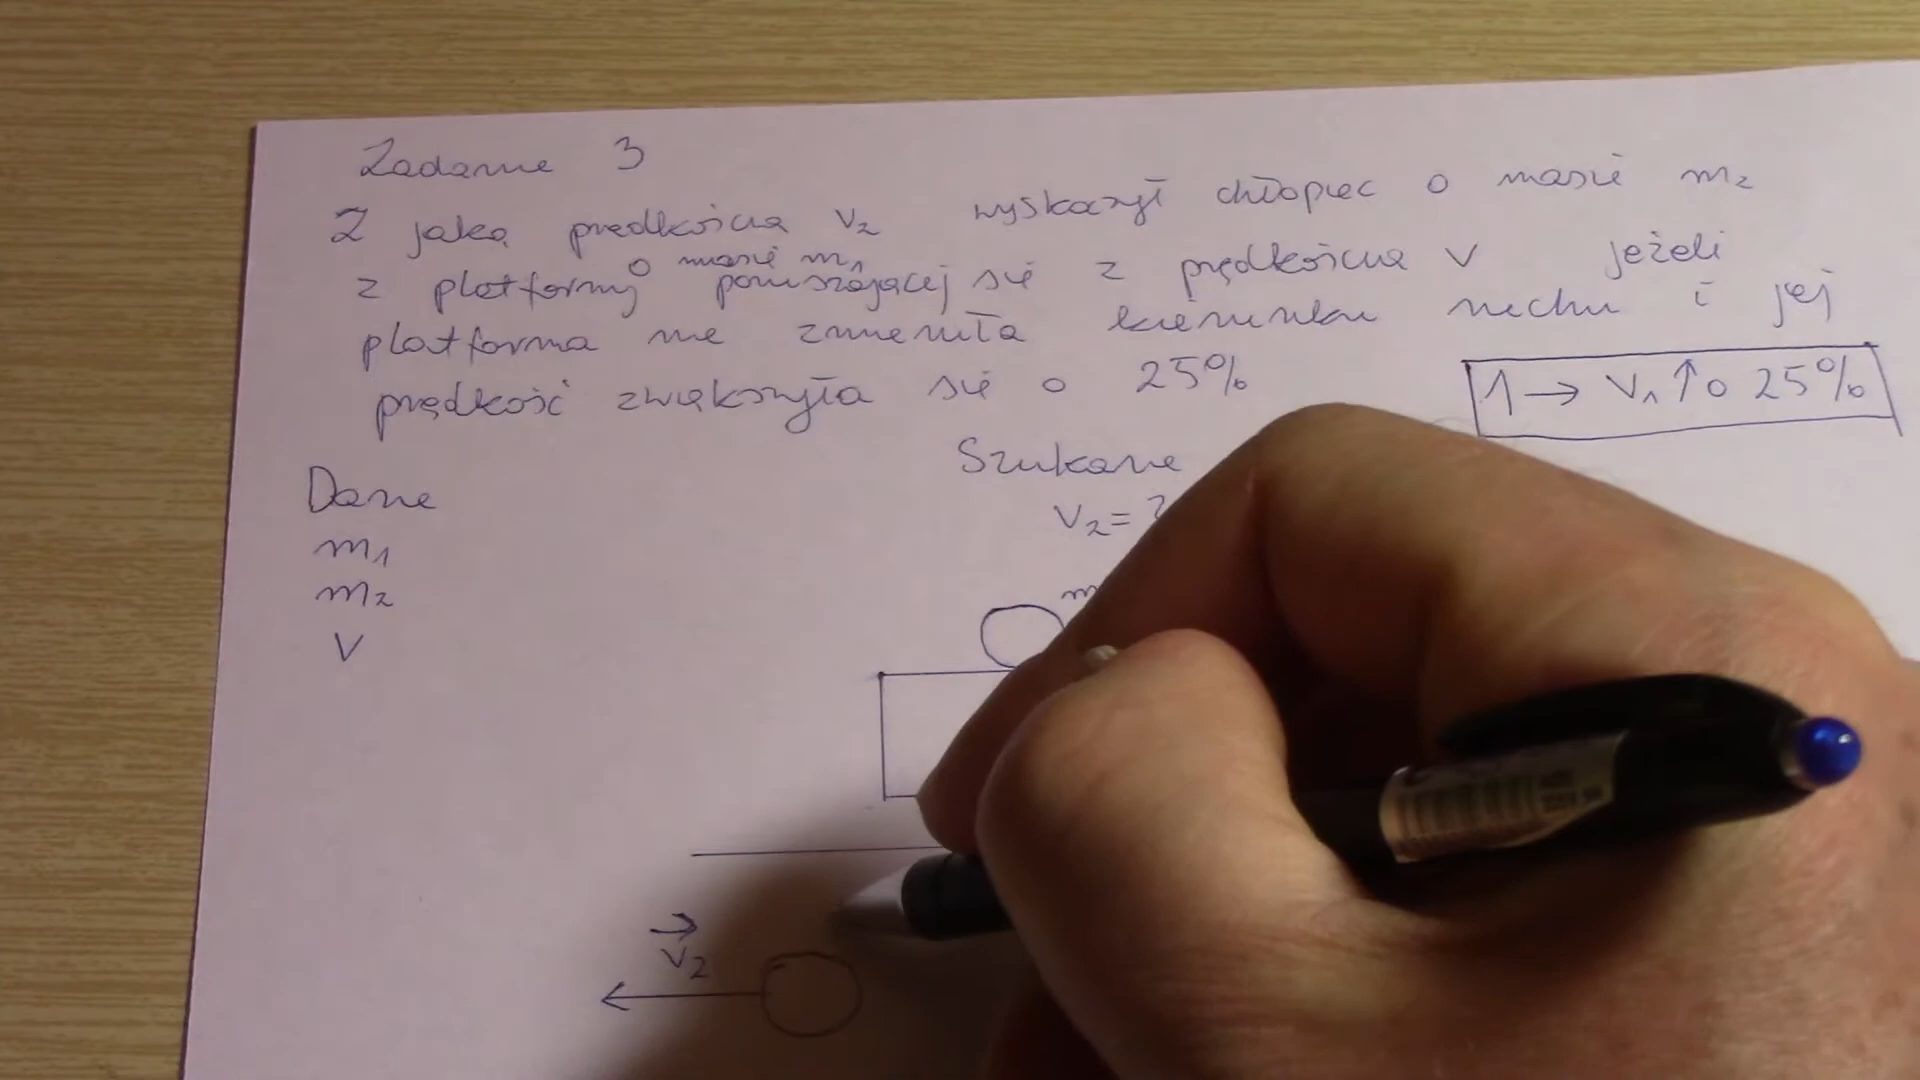 Zadanie 3
Z jaką prędkością v₂ wyskoczył chłopiec o masie m₂
o masie m₁
z platformy poruszającej się z prędkością v jeżeli
platforma nie zmieniła kierunku ruchu i jej
prędkość zwiększyła się o 25%
1 → v₁ ↑ o 25%
Dane
Szukane
m₁
v₂ = ?
m₂
m
v
v₂